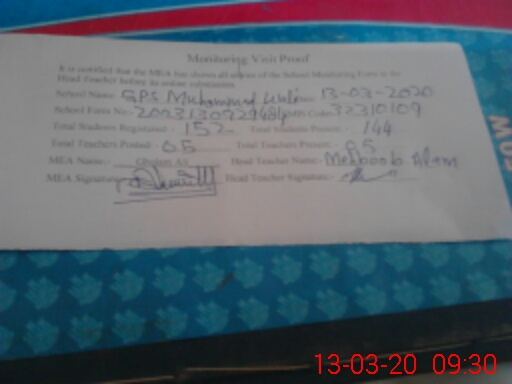 Monitoring Visit Proof
It is notified that the MEA has shown all entries of the School Monitoring Form to the
Head Teacher before its online submission.
School Name: GPS Muhammad Wali Date: 13-03-2020
School Form No: EMIS Code: 32310109
Total Students Registered: 152 Total Students Present: 144
Total Teachers Posted: 05 Total Teachers Present: 05
MEA Name: Ghulam Ali Head Teacher Name: Mehboob Alam
MEA Signature: Head Teacher Signature:
13-03-20 09:30